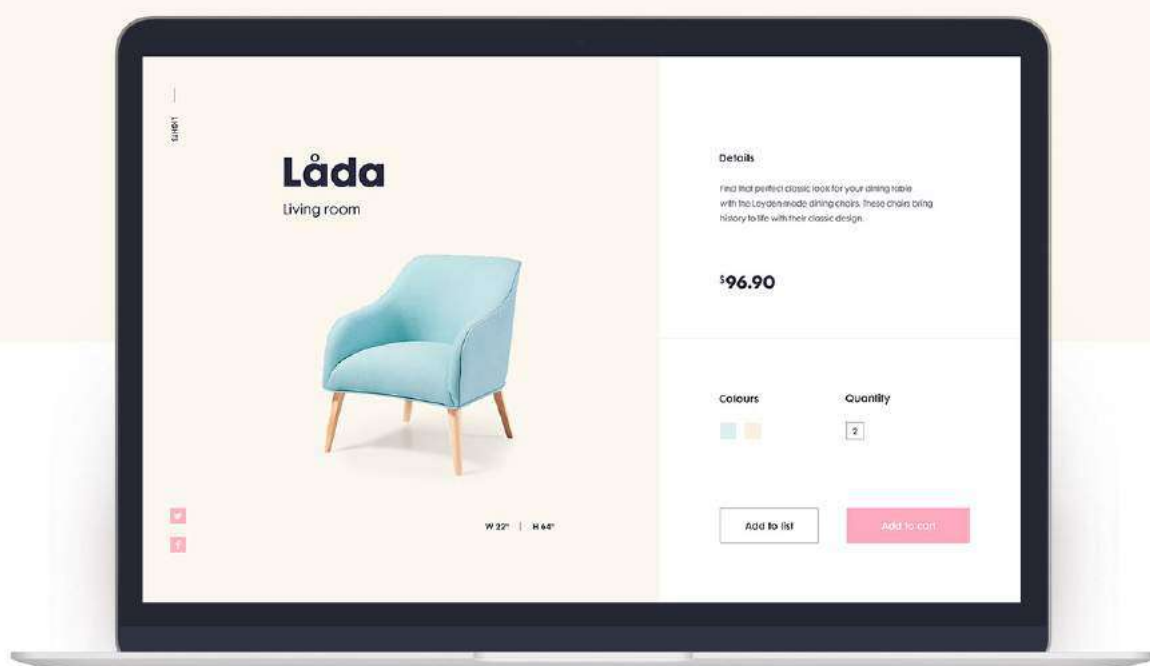 LIGHTS
Låda
Living room
W 22" | H 64"
Details
Find that perfect classic look for your dining table
with the Leyden made dining chairs. These chairs bring
history to life with their classic design.
$96.90
Colours
Quantity
2
Add to list
Add to cart